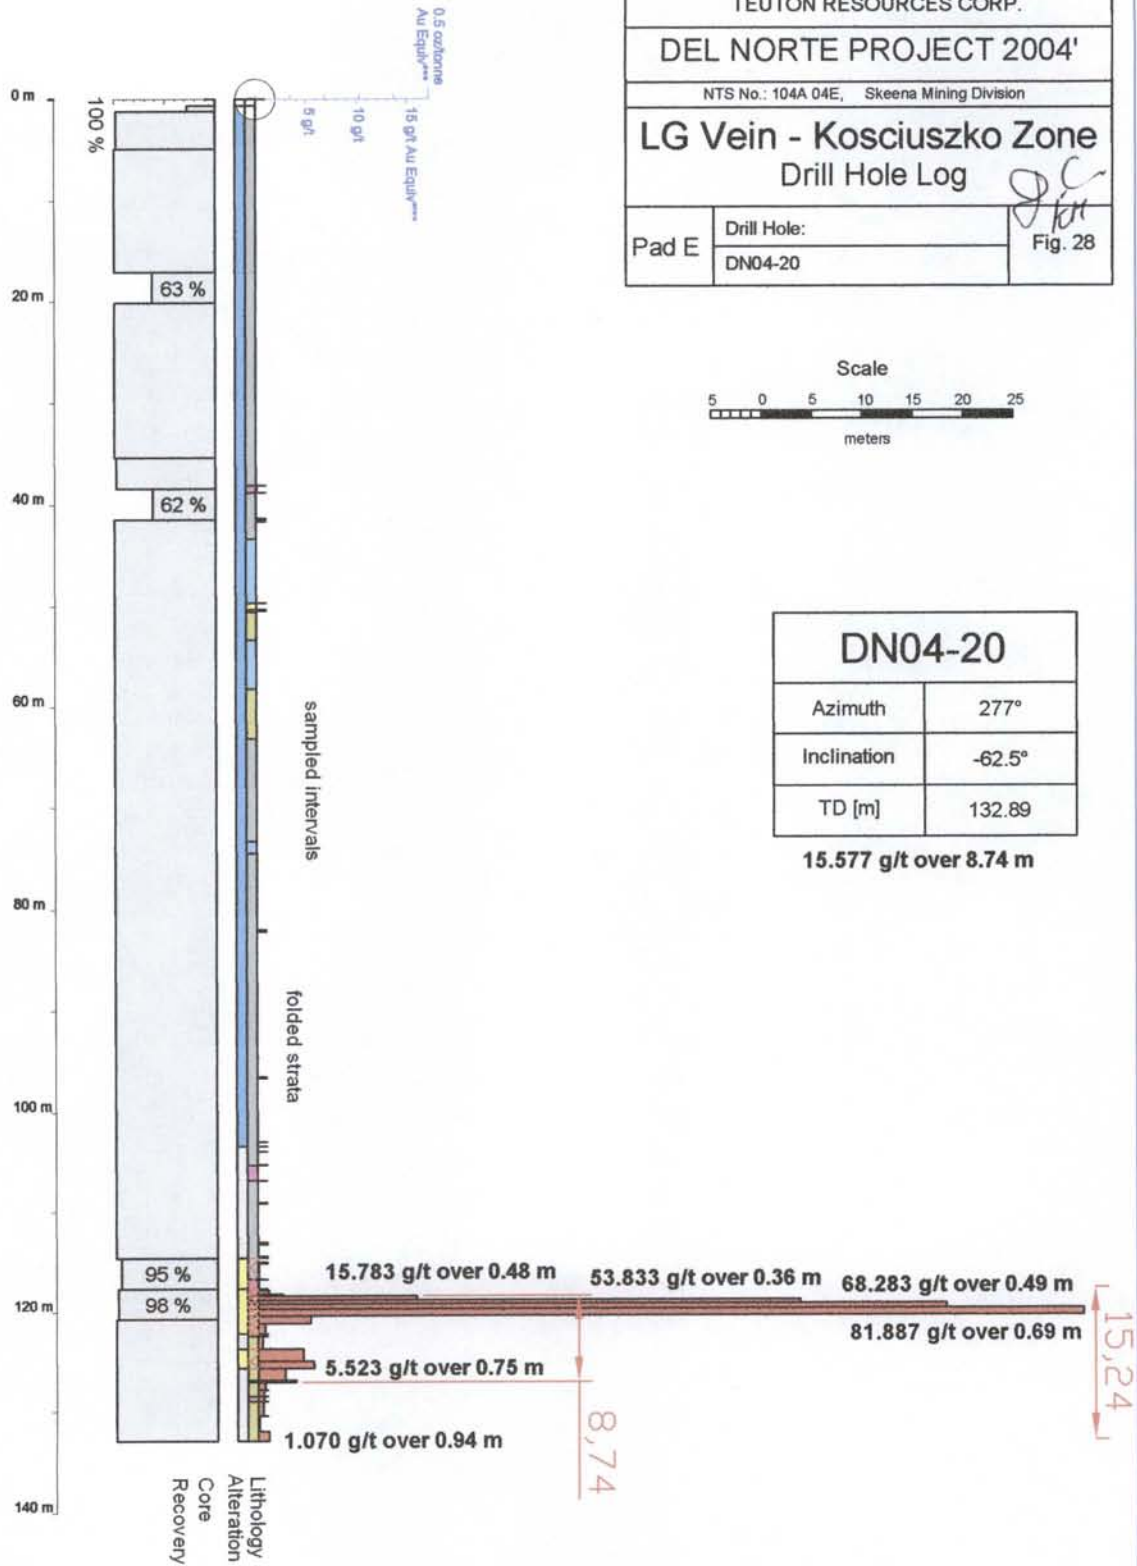 TEUTON RESOURCES CORP.
DEL NORTE PROJECT 2004'
NTS No.: 104A 04E, Skeena Mining Division
LG Vein - Kosciuszko Zone
Drill Hole Log
Pad E
Drill Hole:
DN04-20
Fig. 28
0.5 oz/tonne
Au Equiv***
5 g/t
10 g/t
15 g/t Au Equiv***
100 %
0 m
20 m
40 m
60 m
80 m
100 m
120 m
140 m
63 %
62 %
95 %
98 %
Scale
5 0 5 10 15 20 25
meters
DN04-20
Azimuth 277°
Inclination -62.5°
TD [m] 132.89
15.577 g/t over 8.74 m
sampled intervals
folded strata
15.783 g/t over 0.48 m
53.833 g/t over 0.36 m
68.283 g/t over 0.49 m
81.887 g/t over 0.69 m
5.523 g/t over 0.75 m
1.070 g/t over 0.94 m
15,24
8,74
Lithology
Alteration
Core
Recovery